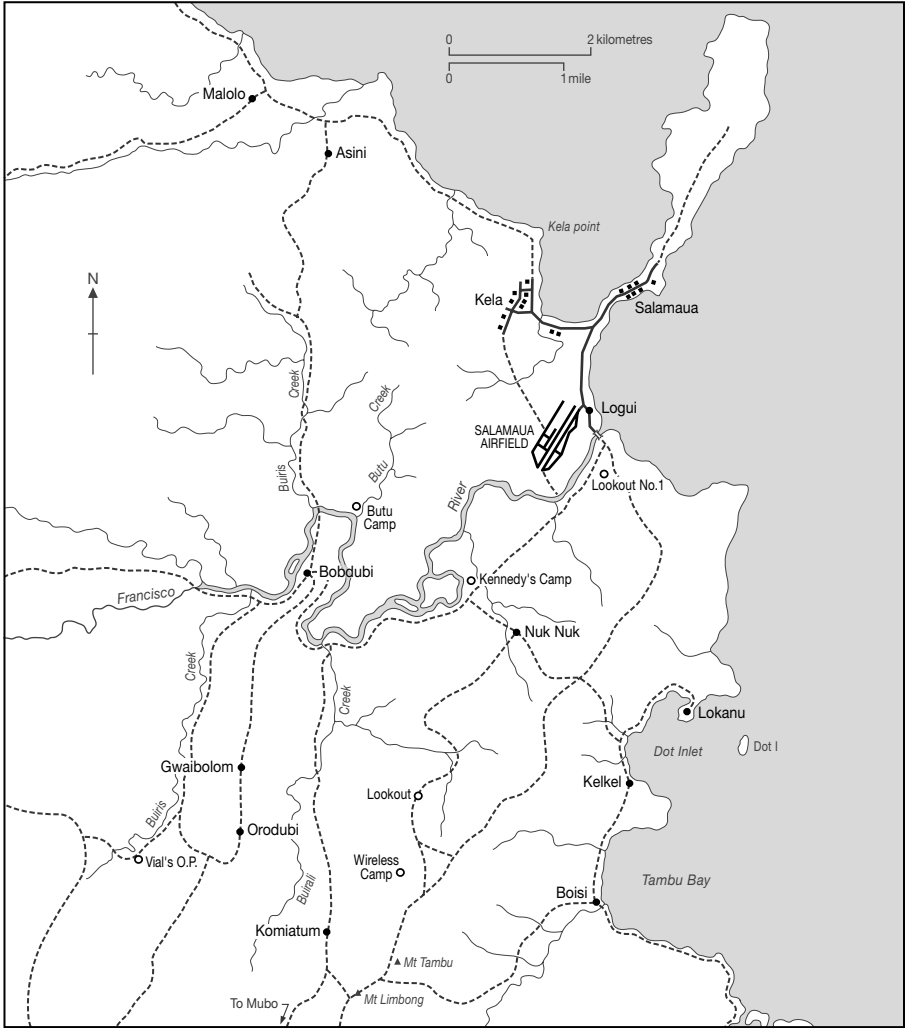 0 2 kilometres
0 1 mile
Malolo
Asini
Kela point
N
Kela
Salamaua
Creek
Creek
Logui
SALAMAUA
AIRFIELD
Buiris
Butu
River
Lookout No.1
Butu
Camp
Bobdubi
Kennedy's Camp
Francisco
Nuk Nuk
Creek
Creek
Lokanu
Dot Inlet
Dot I
Gwaibolom
Kelkel
Lookout
Buiris
Orodubi
Vial's O.P.
Wireless
Camp
Tambu Bay
Buirali
Boisi
Komiatum
Mt Tambu
To Mubo
Mt Limbong